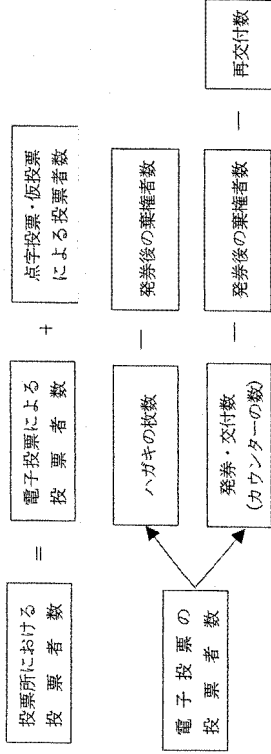 投票所における
投票者数
＝
電子投票による
投票者数
＋
点字投票・仮投票
による投票者数
電子投票の
投票者数
ハガキの枚数
－
発券後の棄権者数
発券・交付数
(カウンターの数)
－
発券後の棄権者数
－
再交付数